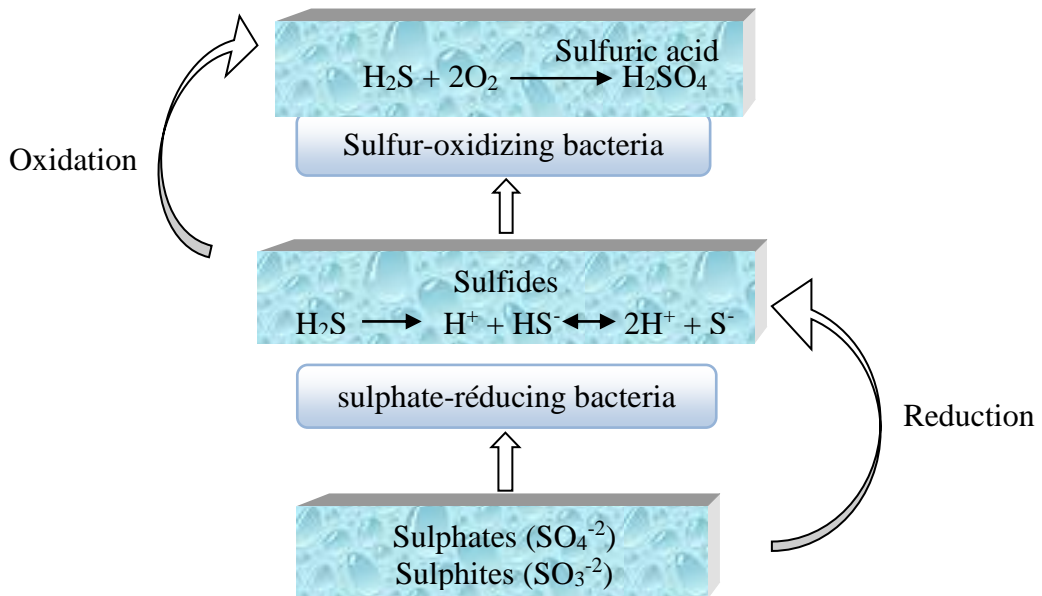 Sulfuric acid
H₂S + 2O₂ ⟶ H₂SO₄
Sulfur-oxidizing bacteria
Oxidation
Sulfides
H₂S ⟶ H⁺ + HS⁻ ⟷ 2H⁺ + S⁻
sulphate-réducing bacteria
Reduction
Sulphates (SO₄⁻²)
Sulphites (SO₃⁻²)